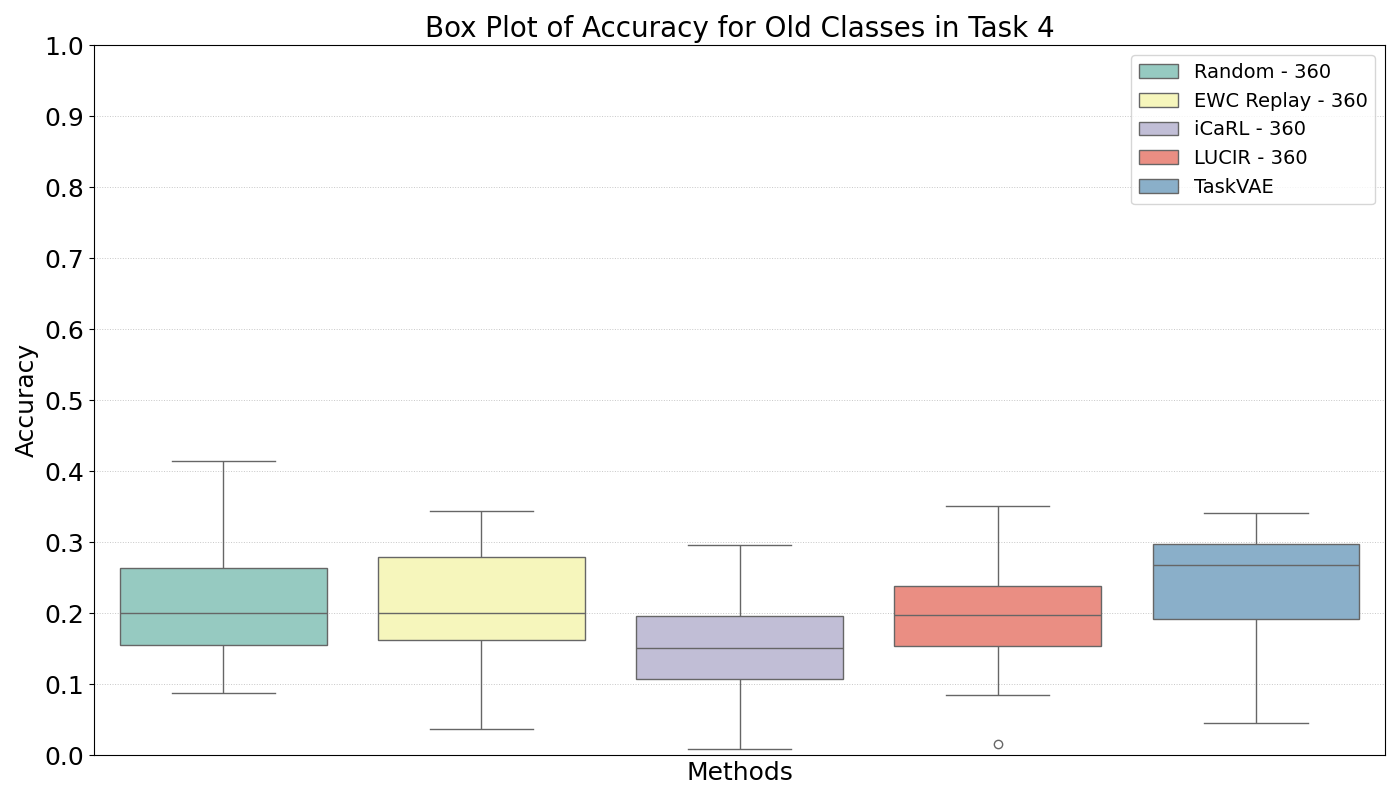 Box Plot of Accuracy for Old Classes in Task 4
1.0
0.9
0.8
0.7
0.6
0.5
0.4
0.3
0.2
0.1
0.0
Accuracy
Methods
Random - 360
EWC Replay - 360
iCaRL - 360
LUCIR - 360
TaskVAE